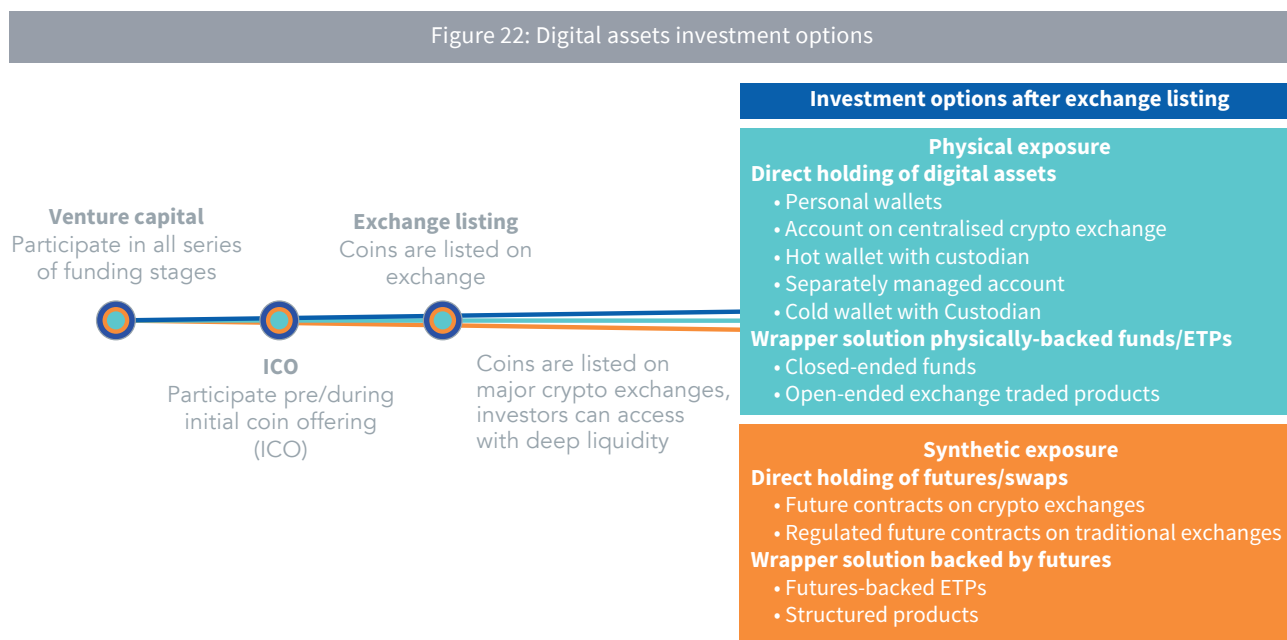 Figure 22: Digital assets investment options
Venture capital
Participate in all series
of funding stages
ICO
Participate pre/during
initial coin offering
(ICO)
Exchange listing
Coins are listed on
exchange
Coins are listed on
major crypto exchanges,
investors can access
with deep liquidity
Investment options after exchange listing
Physical exposure
Direct holding of digital assets
• Personal wallets
• Account on centralised crypto exchange
• Hot wallet with custodian
• Separately managed account
• Cold wallet with Custodian
Wrapper solution physically-backed funds/ETPs
• Closed-ended funds
• Open-ended exchange traded products
Synthetic exposure
Direct holding of futures/swaps
• Future contracts on crypto exchanges
• Regulated future contracts on traditional exchanges
Wrapper solution backed by futures
• Futures-backed ETPs
• Structured products